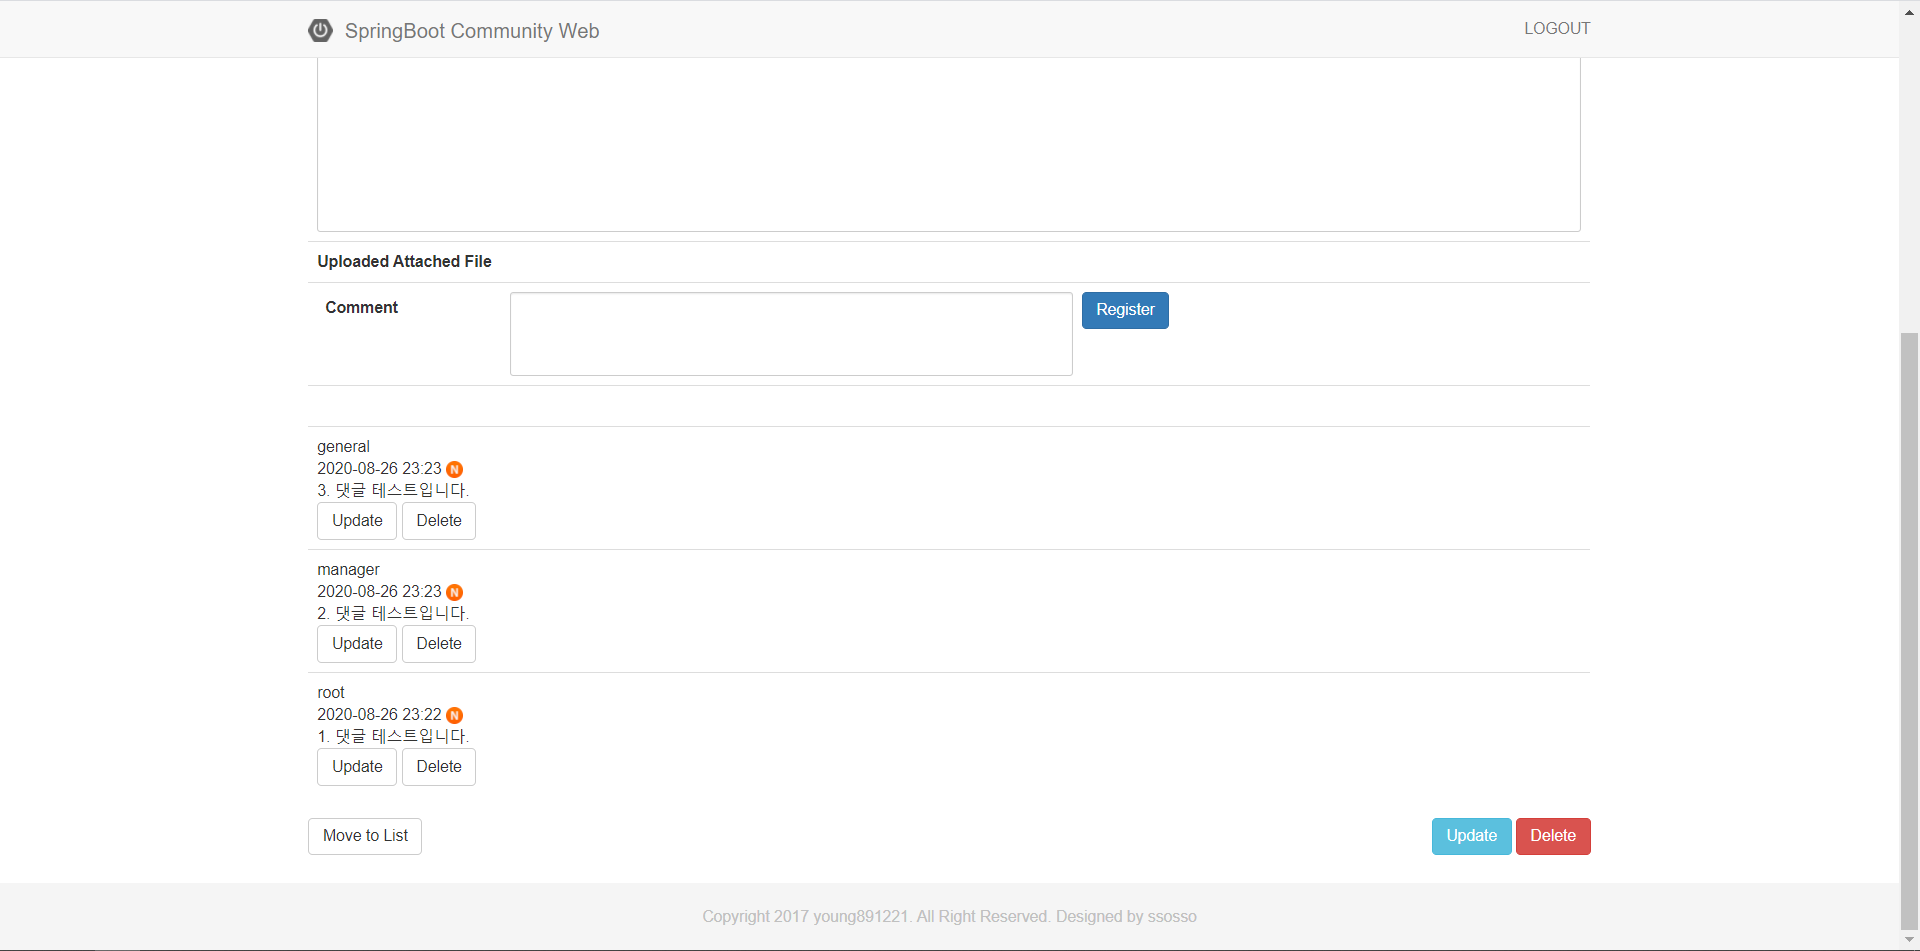 SpringBoot Community Web LOGOUT
Uploaded Attached File
Comment Register
general
2020-08-26 23:23 N
3. 댓글 테스트입니다.
Update Delete
manager
2020-08-26 23:23 N
2. 댓글 테스트입니다.
Update Delete
root
2020-08-26 23:22 N
1. 댓글 테스트입니다.
Update Delete
Move to List Update Delete
Copyright 2017 young891221. All Right Reserved. Designed by ssosso